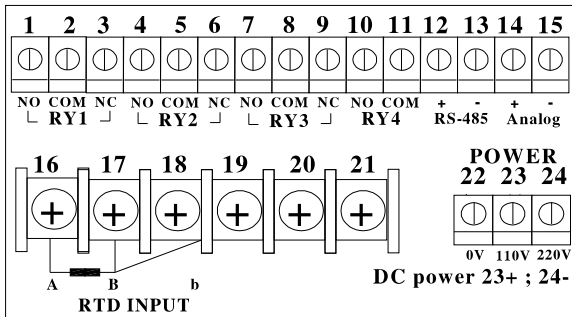 1 2 3 4 5 6 7 8 9 10 11 12 13 14 15
NO COM NC NO COM NC NO COM NC NO COM + - + -
RY1 RY2 RY3 RY4 RS-485 Analog
16 17 18 19 20 21
POWER
22 23 24
0V 110V 220V
A B b
DC power 23+ ; 24-
RTD INPUT